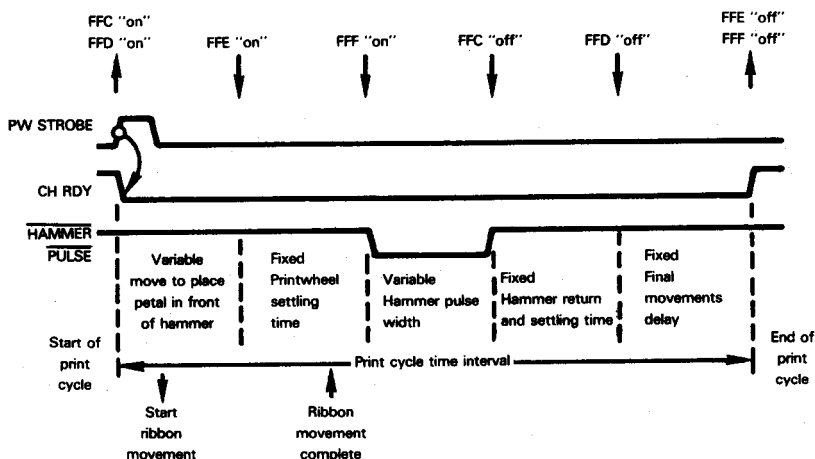 FFC "on"
FFD "on"
FFE "on"
FFF "on"
FFC "off"
FFD "off"
FFE "off"
FFF "off"
PW STROBE
CH RDY
HAMMER
PULSE
Variable
move to place
petal in front
of hammer
Fixed
Printwheel
settling
time
Variable
Hammer pulse
width
Fixed
Hammer return
and settling time
Fixed
Final
movements
delay
Start of
print
cycle
Print cycle time interval
End of
print
cycle
Start
ribbon
movement
Ribbon
movement
complete